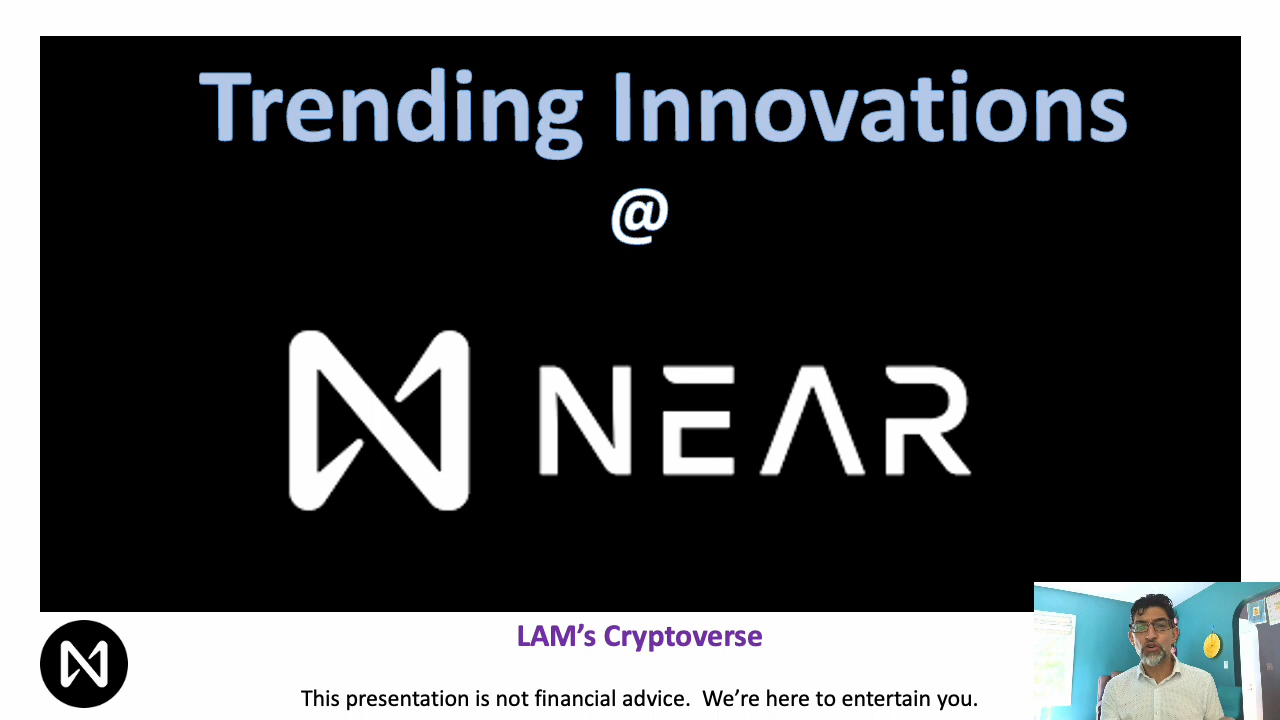 Trending Innovations
@
NEAR
LAM’s Cryptoverse
This presentation is not financial advice.  We’re here to entertain you.